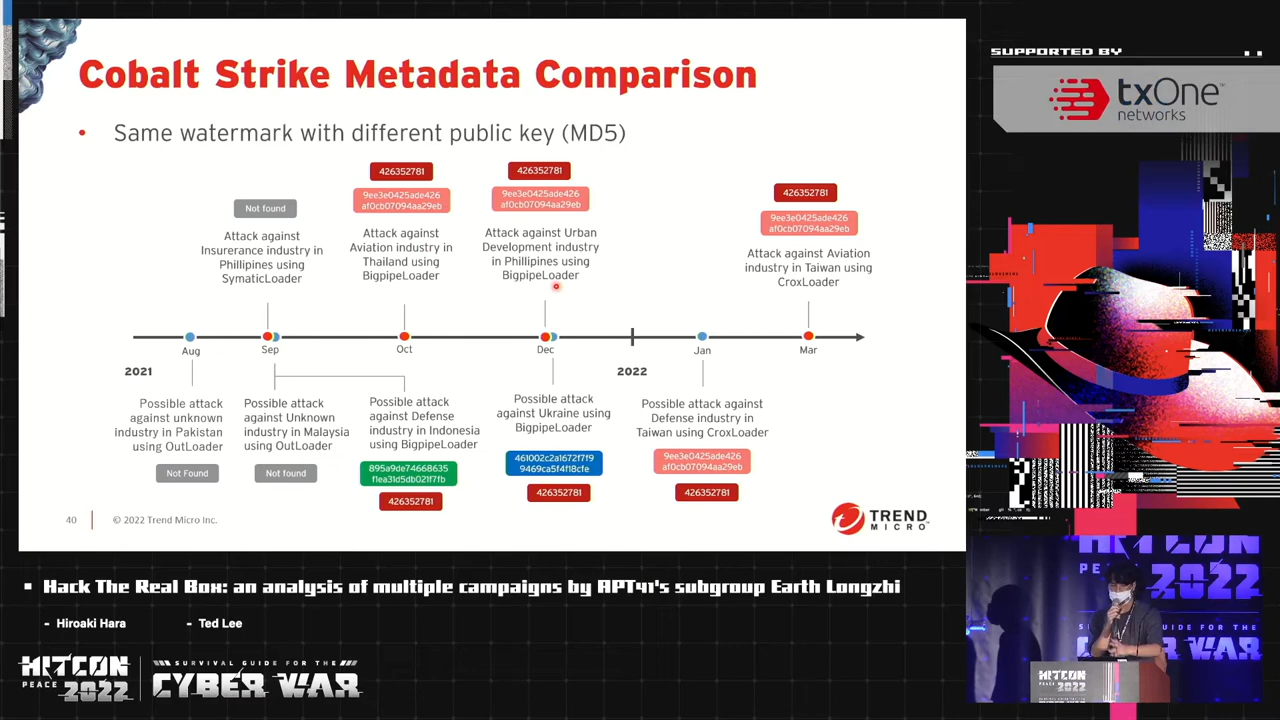 Cobalt Strike Metadata Comparison
• Same watermark with different public key (MD5)
Not found
Attack against
Insurerance industry in
Phillipines using
SymaticLoader
426352781
9ee3e0425ade426
af0cb07094aa29eb
Attack against
Aviation industry in
Thailand using
BigpipeLoader
426352781
9ee3e0425ade426
af0cb07094aa29eb
Attack against Urban
Development industry
in Phillipines using
BigpipeLoader
426352781
9ee3e0425ade426
af0cb07094aa29eb
Attack against Aviation
industry in Taiwan using
CroxLoader
Aug
Sep
Oct
Dec
Jan
Mar
2021
2022
Possible attack
against unknown
industry in Pakistan
using OutLoader
Not Found
Possible attack
against Unknown
industry in Malaysia
using OutLoader
Not found
Possible attack
against Defense
industry in Indonesia
using BigpipeLoader
895a9de74668635
f1ea31d5db021f7fb
426352781
Possible attack
against Ukraine using
BigpipeLoader
461002c2a1672f7f9
9469ca5f4f18cfe
426352781
Possible attack against
Defense industry in
Taiwan using CroxLoader
9ee3e0425ade426
af0cb07094aa29eb
426352781
40
© 2022 Trend Micro Inc.
TREND
MICRO™
SUPPORTED BY
txOne™
networks
Hack The Real Box: an analysis of multiple campaigns by APT41's subgroup Earth Longzhi
- Hiroaki Hara
- Ted Lee
HITCON
PEACE 2022
SURVIVAL GUIDE FOR THE
CYBER WAR
2022
HITCON
PEACE 2022